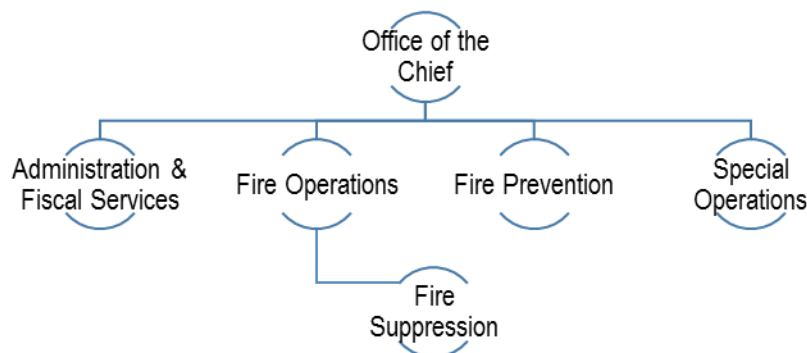 Office of the
Chief
Administration &
Fiscal Services
Fire Operations
Fire Prevention
Special
Operations
Fire
Suppression